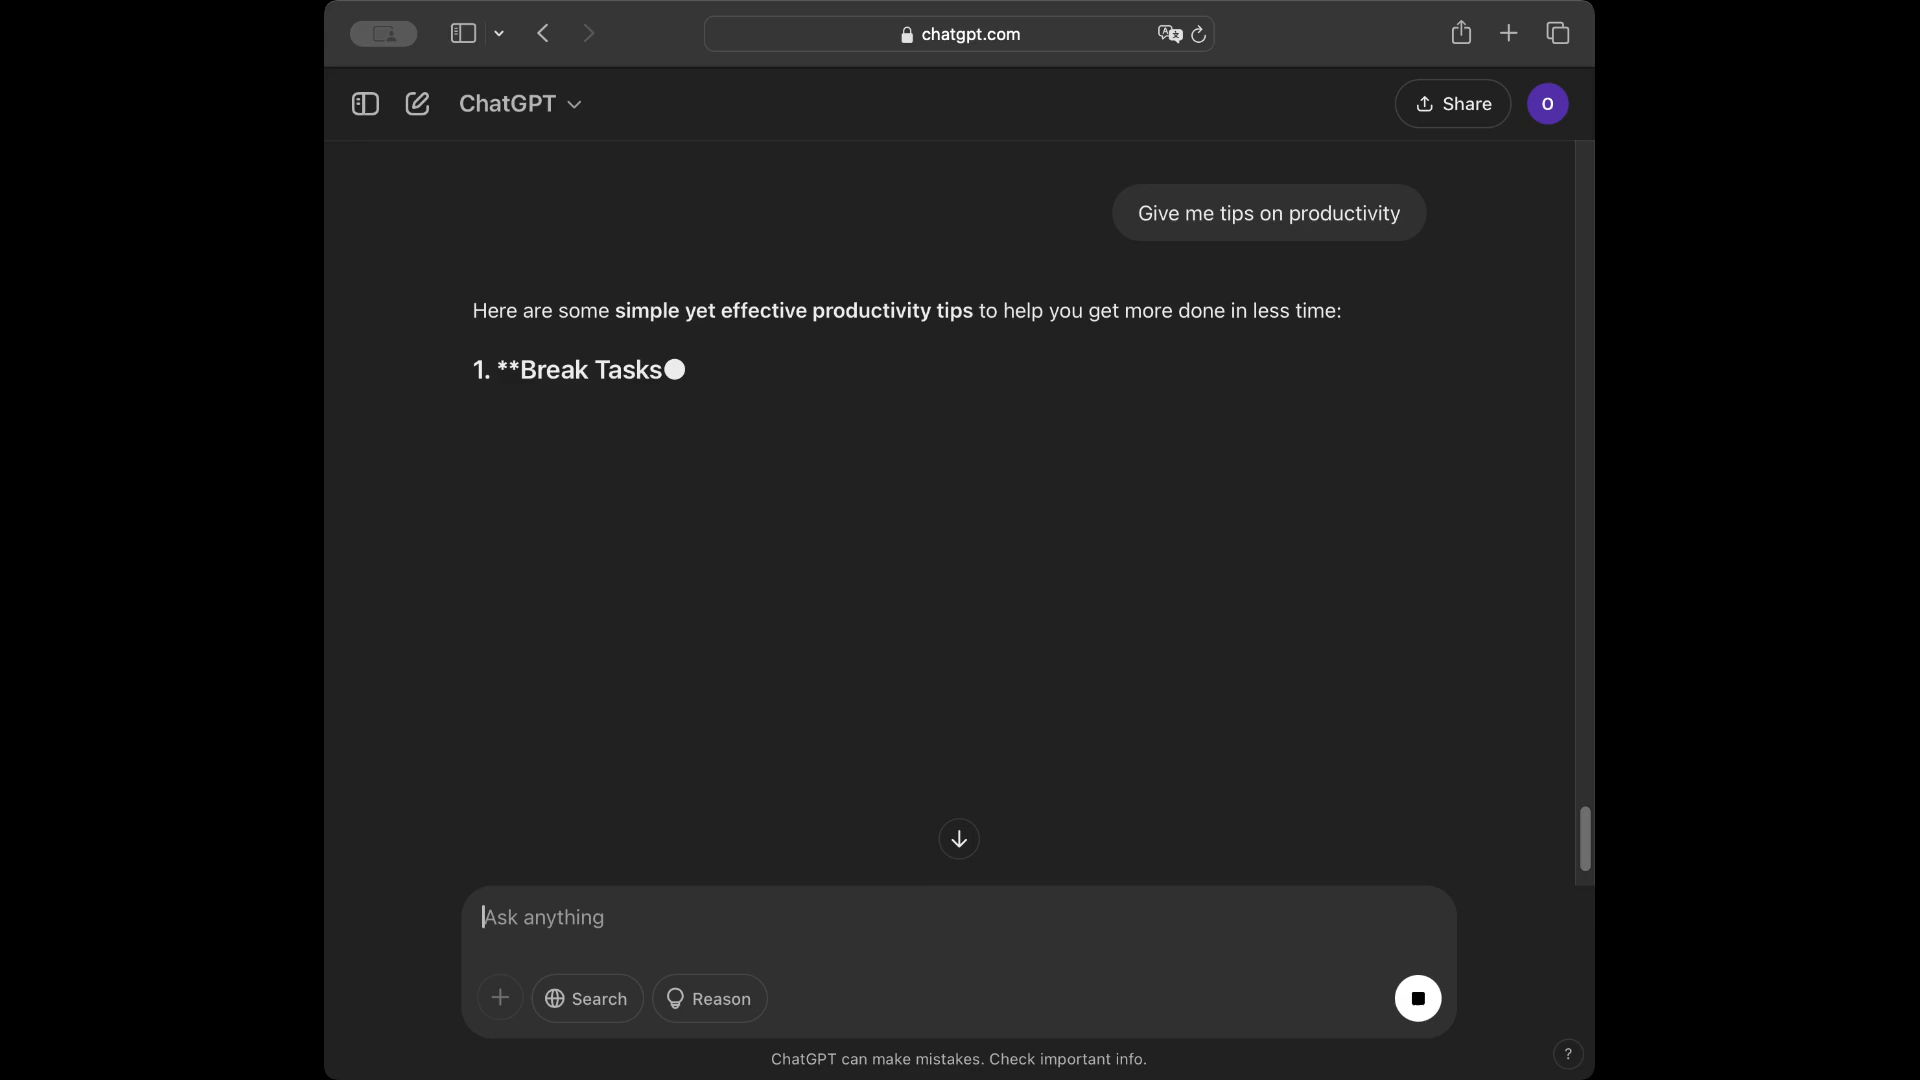 chatgpt.com
ChatGPT
Share
O
Give me tips on productivity
Here are some simple yet effective productivity tips to help you get more done in less time:
1. **Break Tasks
Ask anything
Search
Reason
ChatGPT can make mistakes. Check important info.
?